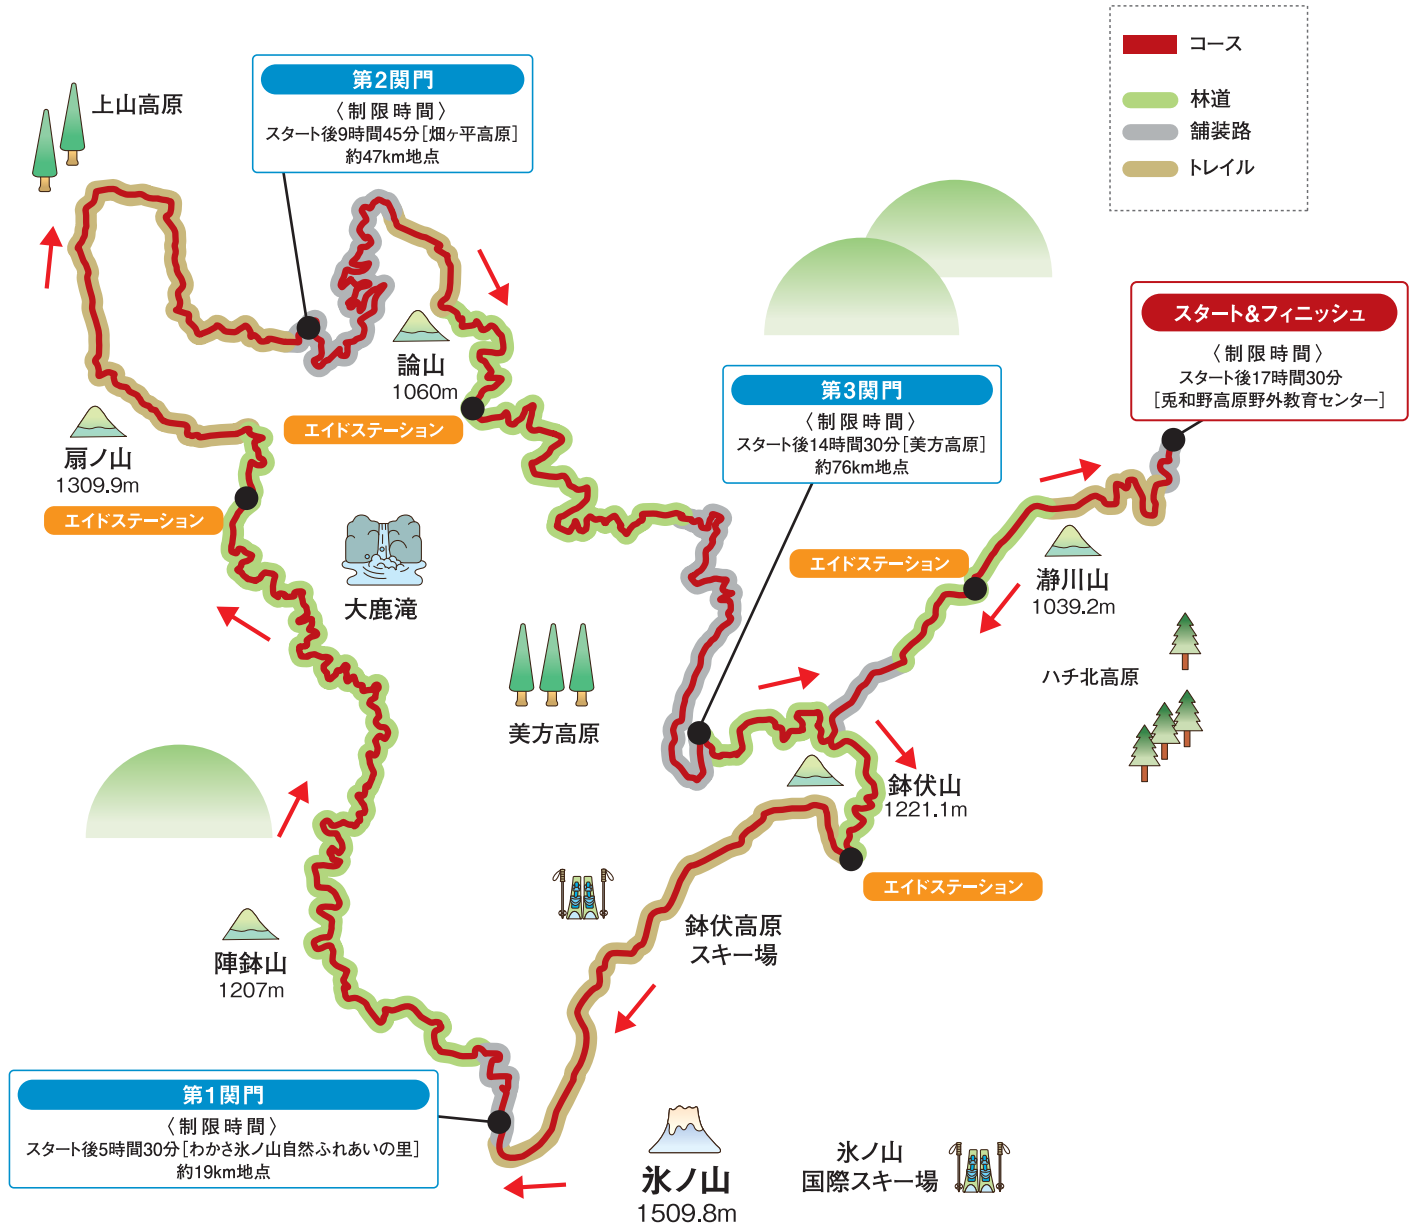 コース
林道
舗装路
トレイル
上山高原
第2関門
〈制限時間〉
スタート後9時間45分[畑ヶ平高原]
約47km地点
論山
1060m
エイドステーション
扇ノ山
1309.9m
エイドステーション
大鹿滝
美方高原
第3関門
〈制限時間〉
スタート後14時間30分[美方高原]
約76km地点
スタート&フィニッシュ
〈制限時間〉
スタート後17時間30分
[兎和野高原野外教育センター]
エイドステーション
瀞川山
1039.2m
ハチ北高原
鉢伏山
1221.1m
エイドステーション
鉢伏高原
スキー場
陣鉢山
1207m
第1関門
〈制限時間〉
スタート後5時間30分[わかさ氷ノ山自然ふれあいの里]
約19km地点
氷ノ山
1509.8m
氷ノ山
国際スキー場